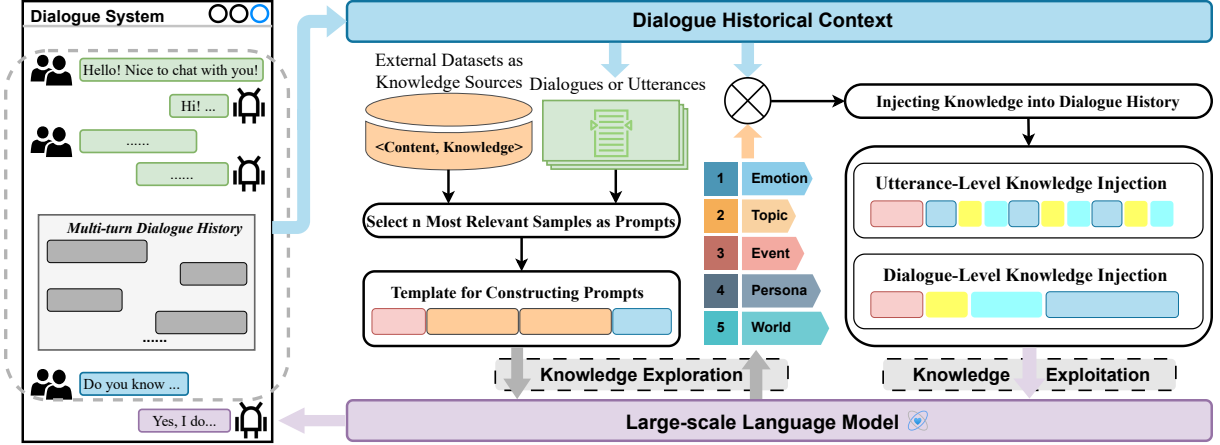 Dialogue System
Hello! Nice to chat with you!
Hi! ...
......
......
Multi-turn Dialogue History
......
Do you know ...
Yes, I do...
Dialogue Historical Context
External Datasets as
Knowledge Sources
<Content, Knowledge>
Dialogues or Utterances
Select n Most Relevant Samples as Prompts
Template for Constructing Prompts
1 Emotion
2 Topic
3 Event
4 Persona
5 World
Injecting Knowledge into Dialogue History
Utterance-Level Knowledge Injection
Dialogue-Level Knowledge Injection
Knowledge Exploration
Knowledge Exploitation
Large-scale Language Model